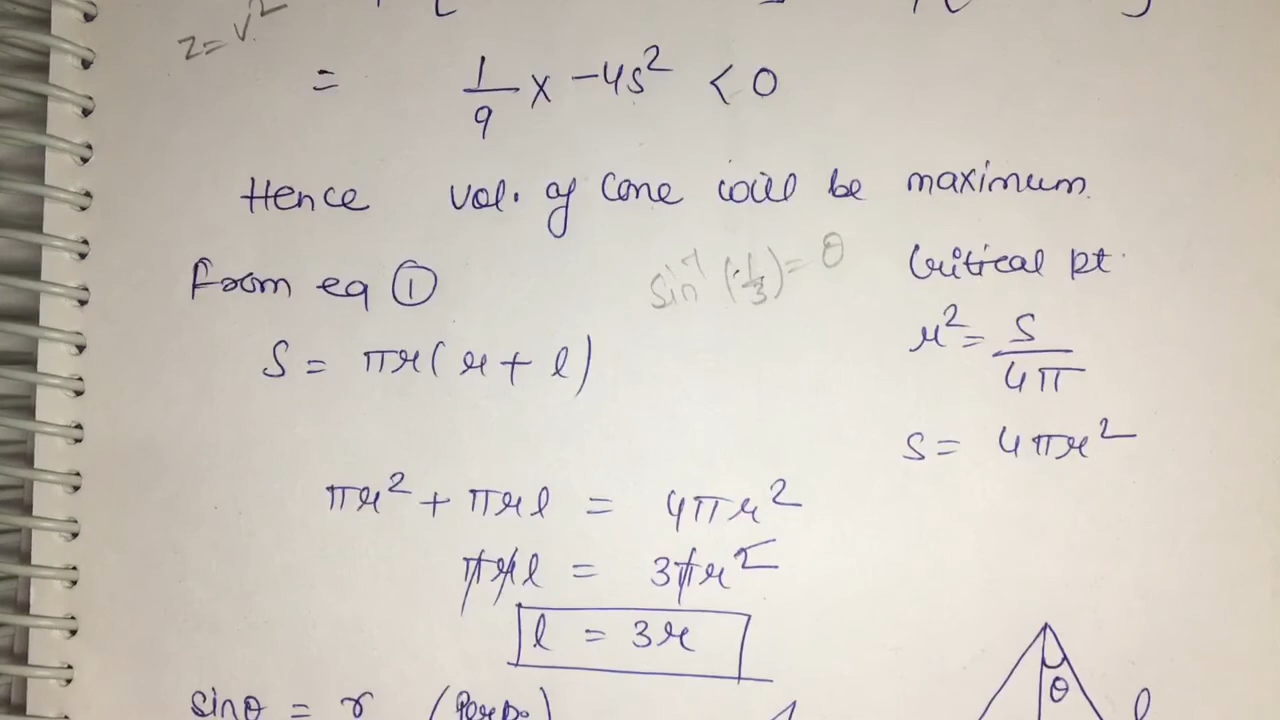 z = v²
= 1/9 x -4s² < 0
Hence vol. of cone will be maximum.
From eq ①
sin⁻¹(1/3) = θ
Critical pt.
r² = S/4π
S = πr(r + l)
S = 4πr²
πr² + πrl = 4πr²
πrl = 3πr²
l = 3r
sinθ = r
θ
l